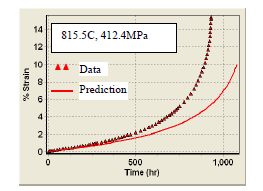 815.5C, 412.4MPa
Data
Prediction
% Strain
14
12
10
8
6
4
2
0
0 500 1,000
Time (hr)